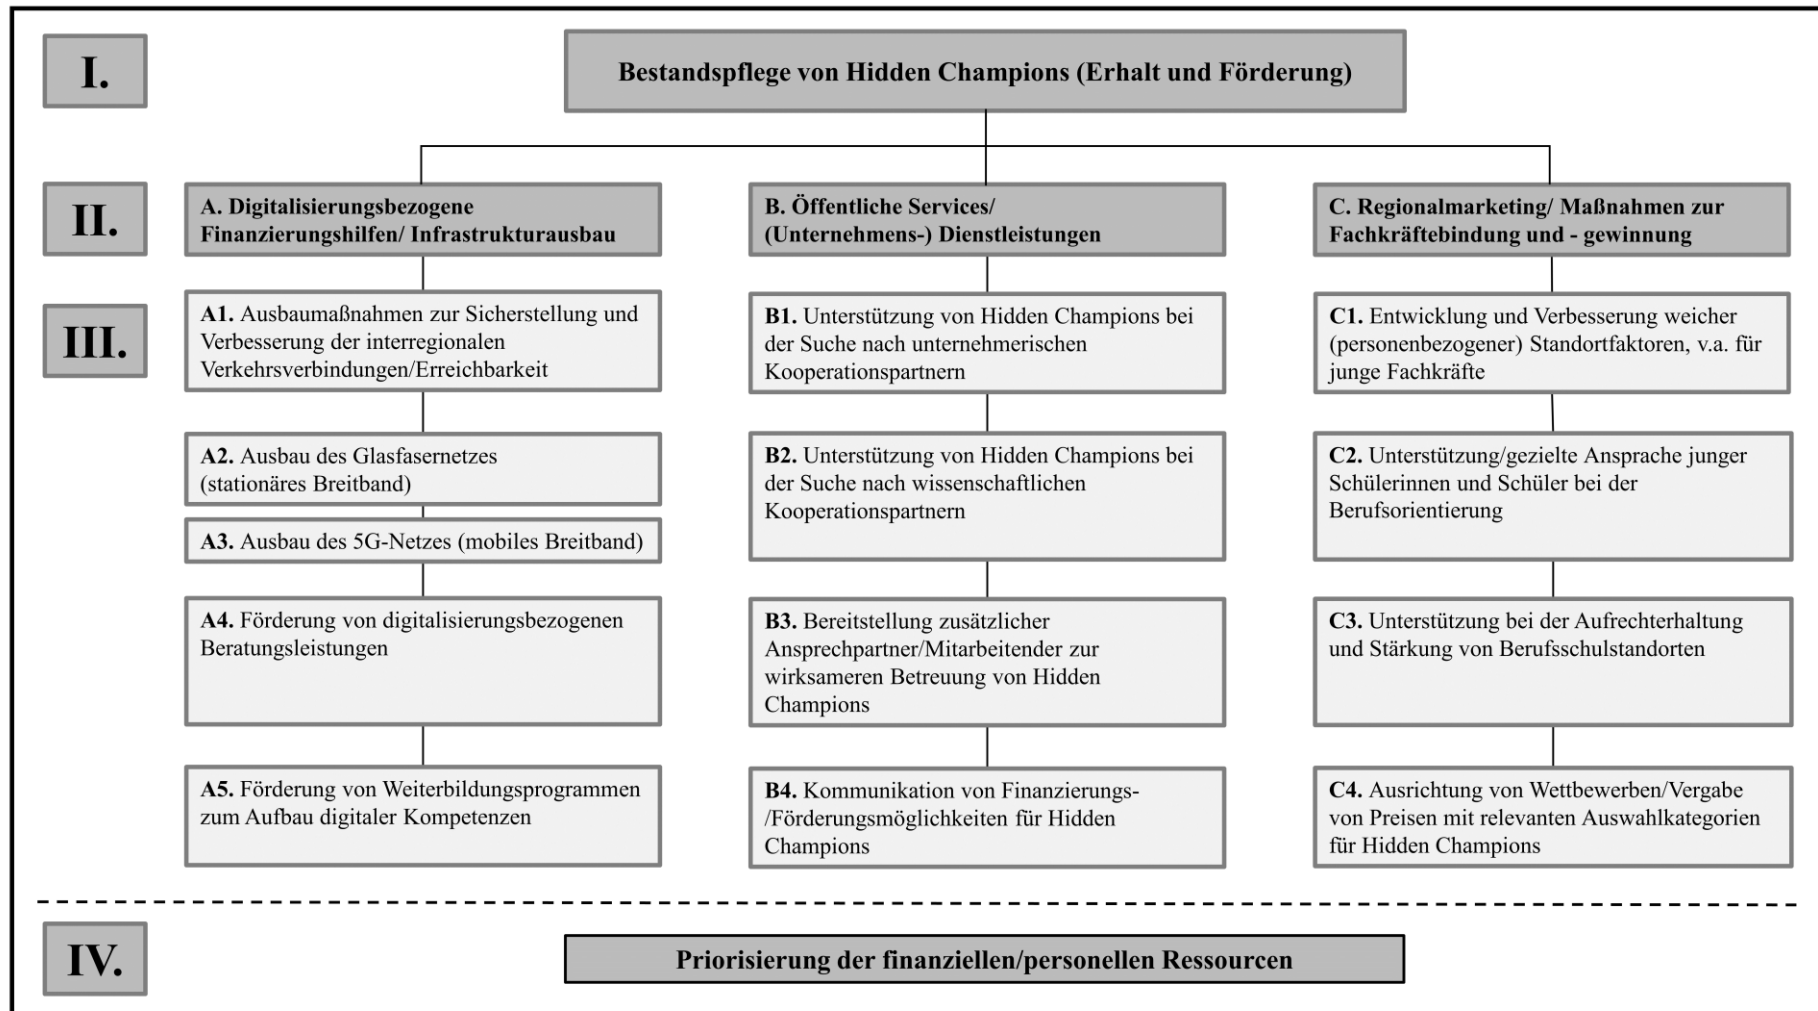 I.
Bestandspflege von Hidden Champions (Erhalt und Förderung)
II.
A. Digitalisierungsbezogene
Finanzierungshilfen/ Infrastrukturausbau
B. Öffentliche Services/
(Unternehmens-) Dienstleistungen
C. Regionalmarketing/ Maßnahmen zur
Fachkräftebindung und - gewinnung
III.
A1. Ausbaumaßnahmen zur Sicherstellung und
Verbesserung der interregionalen
Verkehrsverbindungen/Erreichbarkeit
A2. Ausbau des Glasfasernetzes
(stationäres Breitband)
A3. Ausbau des 5G-Netzes (mobiles Breitband)
A4. Förderung von digitalisierungsbezogenen
Beratungsleistungen
A5. Förderung von Weiterbildungsprogrammen
zum Aufbau digitaler Kompetenzen
B1. Unterstützung von Hidden Champions bei
der Suche nach unternehmerischen
Kooperationspartnern
B2. Unterstützung von Hidden Champions bei
der Suche nach wissenschaftlichen
Kooperationspartnern
B3. Bereitstellung zusätzlicher
Ansprechpartner/Mitarbeitender zur
wirksameren Betreuung von Hidden
Champions
B4. Kommunikation von Finanzierungs-
/Förderungsmöglichkeiten für Hidden
Champions
C1. Entwicklung und Verbesserung weicher
(personenbezogener) Standortfaktoren, v.a. für
junge Fachkräfte
C2. Unterstützung/gezielte Ansprache junger
Schülerinnen und Schüler bei der
Berufsorientierung
C3. Unterstützung bei der Aufrechterhaltung
und Stärkung von Berufsschulstandorten
C4. Ausrichtung von Wettbewerben/Vergabe
von Preisen mit relevanten Auswahlkategorien
für Hidden Champions
IV.
Priorisierung der finanziellen/personellen Ressourcen